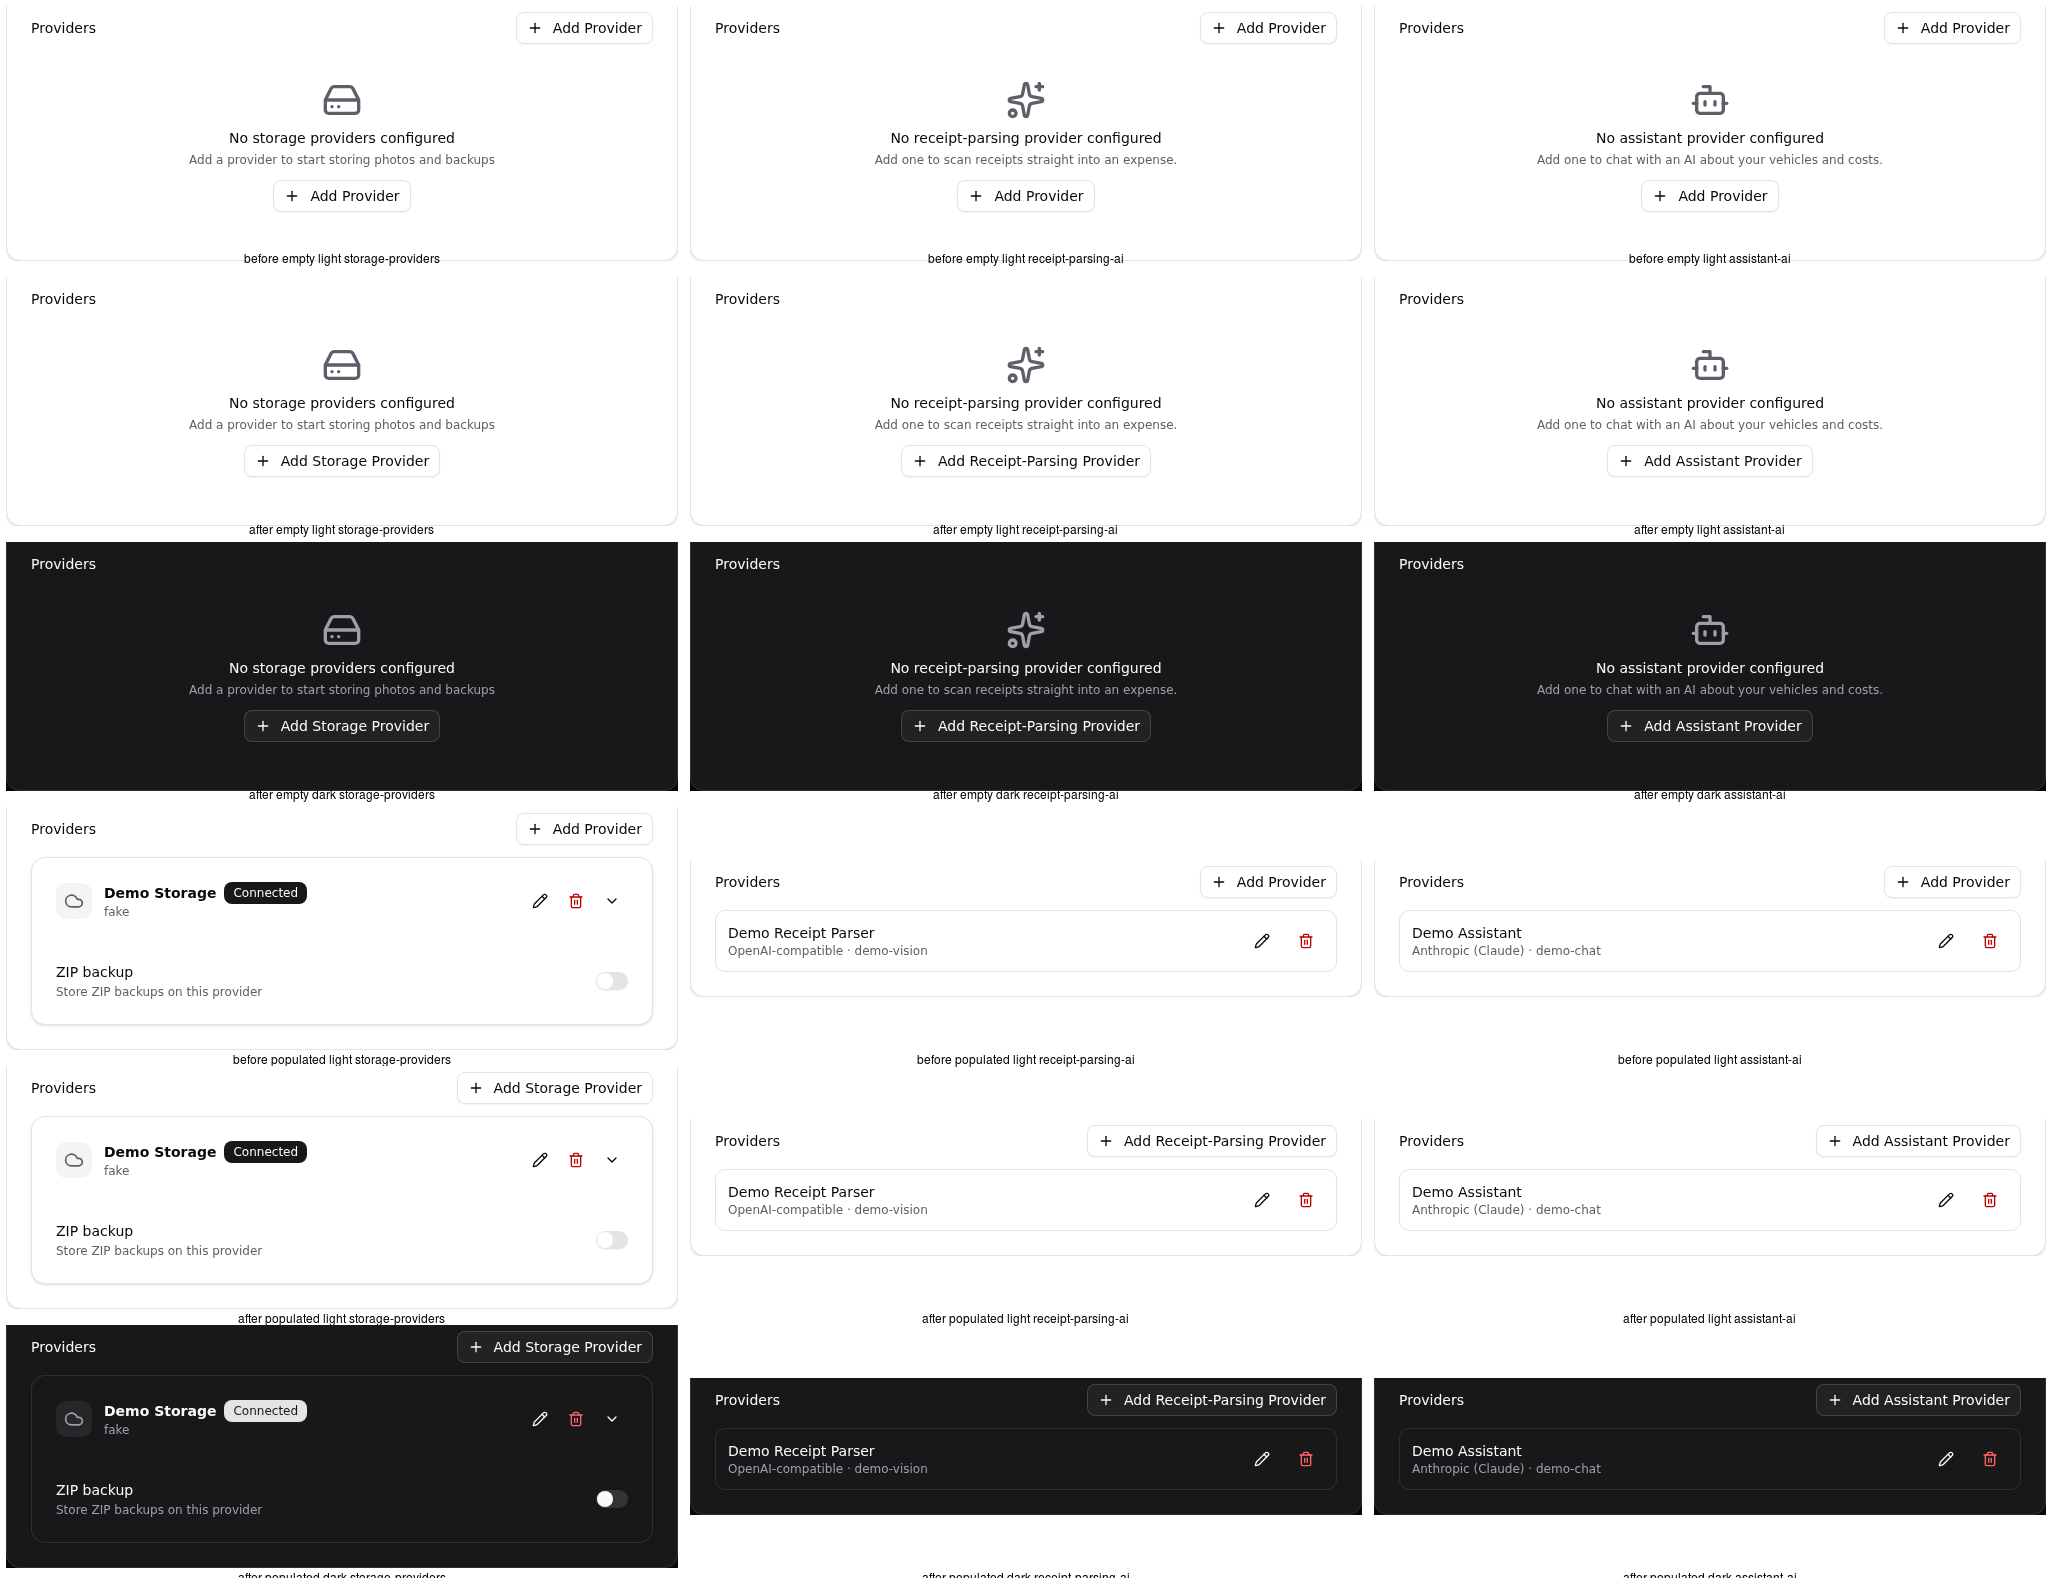 Providers
Add Provider
No storage providers configured
Add a provider to start storing photos and backups
Add Provider
before empty light storage-providers
Providers
Add Provider
No receipt-parsing provider configured
Add one to scan receipts straight into an expense.
Add Provider
before empty light receipt-parsing-ai
Providers
Add Provider
No assistant provider configured
Add one to chat with an AI about your vehicles and costs.
Add Provider
before empty light assistant-ai
Providers
No storage providers configured
Add a provider to start storing photos and backups
Add Storage Provider
after empty light storage-providers
Providers
No receipt-parsing provider configured
Add one to scan receipts straight into an expense.
Add Receipt-Parsing Provider
after empty light receipt-parsing-ai
Providers
No assistant provider configured
Add one to chat with an AI about your vehicles and costs.
Add Assistant Provider
after empty light assistant-ai
Providers
No storage providers configured
Add a provider to start storing photos and backups
Add Storage Provider
after empty dark storage-providers
Providers
No receipt-parsing provider configured
Add one to scan receipts straight into an expense.
Add Receipt-Parsing Provider
after empty dark receipt-parsing-ai
Providers
No assistant provider configured
Add one to chat with an AI about your vehicles and costs.
Add Assistant Provider
after empty dark assistant-ai
Providers
Add Provider
Demo Storage
Connected
fake
ZIP backup
Store ZIP backups on this provider
before populated light storage-providers
Providers
Add Provider
Demo Receipt Parser
OpenAI-compatible · demo-vision
before populated light receipt-parsing-ai
Providers
Add Provider
Demo Assistant
Anthropic (Claude) · demo-chat
before populated light assistant-ai
Providers
Add Storage Provider
Demo Storage
Connected
fake
ZIP backup
Store ZIP backups on this provider
after populated light storage-providers
Providers
Add Receipt-Parsing Provider
Demo Receipt Parser
OpenAI-compatible · demo-vision
after populated light receipt-parsing-ai
Providers
Add Assistant Provider
Demo Assistant
Anthropic (Claude) · demo-chat
after populated light assistant-ai
Providers
Add Storage Provider
Demo Storage
Connected
fake
ZIP backup
Store ZIP backups on this provider
after populated dark storage-providers
Providers
Add Receipt-Parsing Provider
Demo Receipt Parser
OpenAI-compatible · demo-vision
after populated dark receipt-parsing-ai
Providers
Add Assistant Provider
Demo Assistant
Anthropic (Claude) · demo-chat
after populated dark assistant-ai